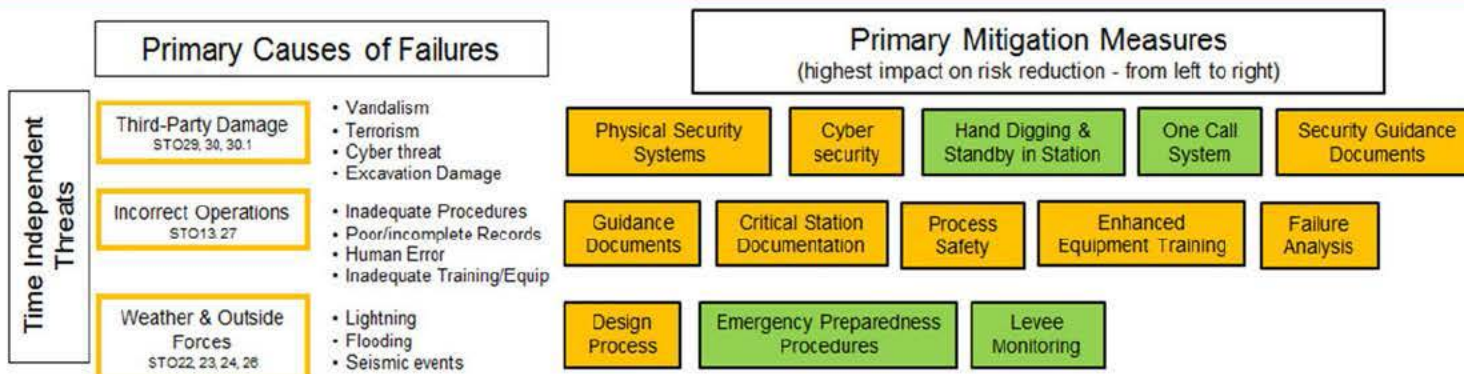 Primary Causes of Failures
Primary Mitigation Measures
(highest impact on risk reduction - from left to right)
Time Independent
Threats
Third-Party Damage
STO29, 30, 30.1
• Vandalism
• Terrorism
• Cyber threat
• Excavation Damage
Physical Security
Systems
Cyber
security
Hand Digging &
Standby in Station
One Call
System
Security Guidance
Documents
Incorrect Operations
STO13, 27
• Inadequate Procedures
• Poor/incomplete Records
• Human Error
• Inadequate Training/Equip
Guidance
Documents
Critical Station
Documentation
Process
Safety
Enhanced
Equipment Training
Failure
Analysis
Weather & Outside
Forces
STO22, 23, 24, 26
• Lightning
• Flooding
• Seismic events
Design
Process
Emergency Preparedness
Procedures
Levee
Monitoring